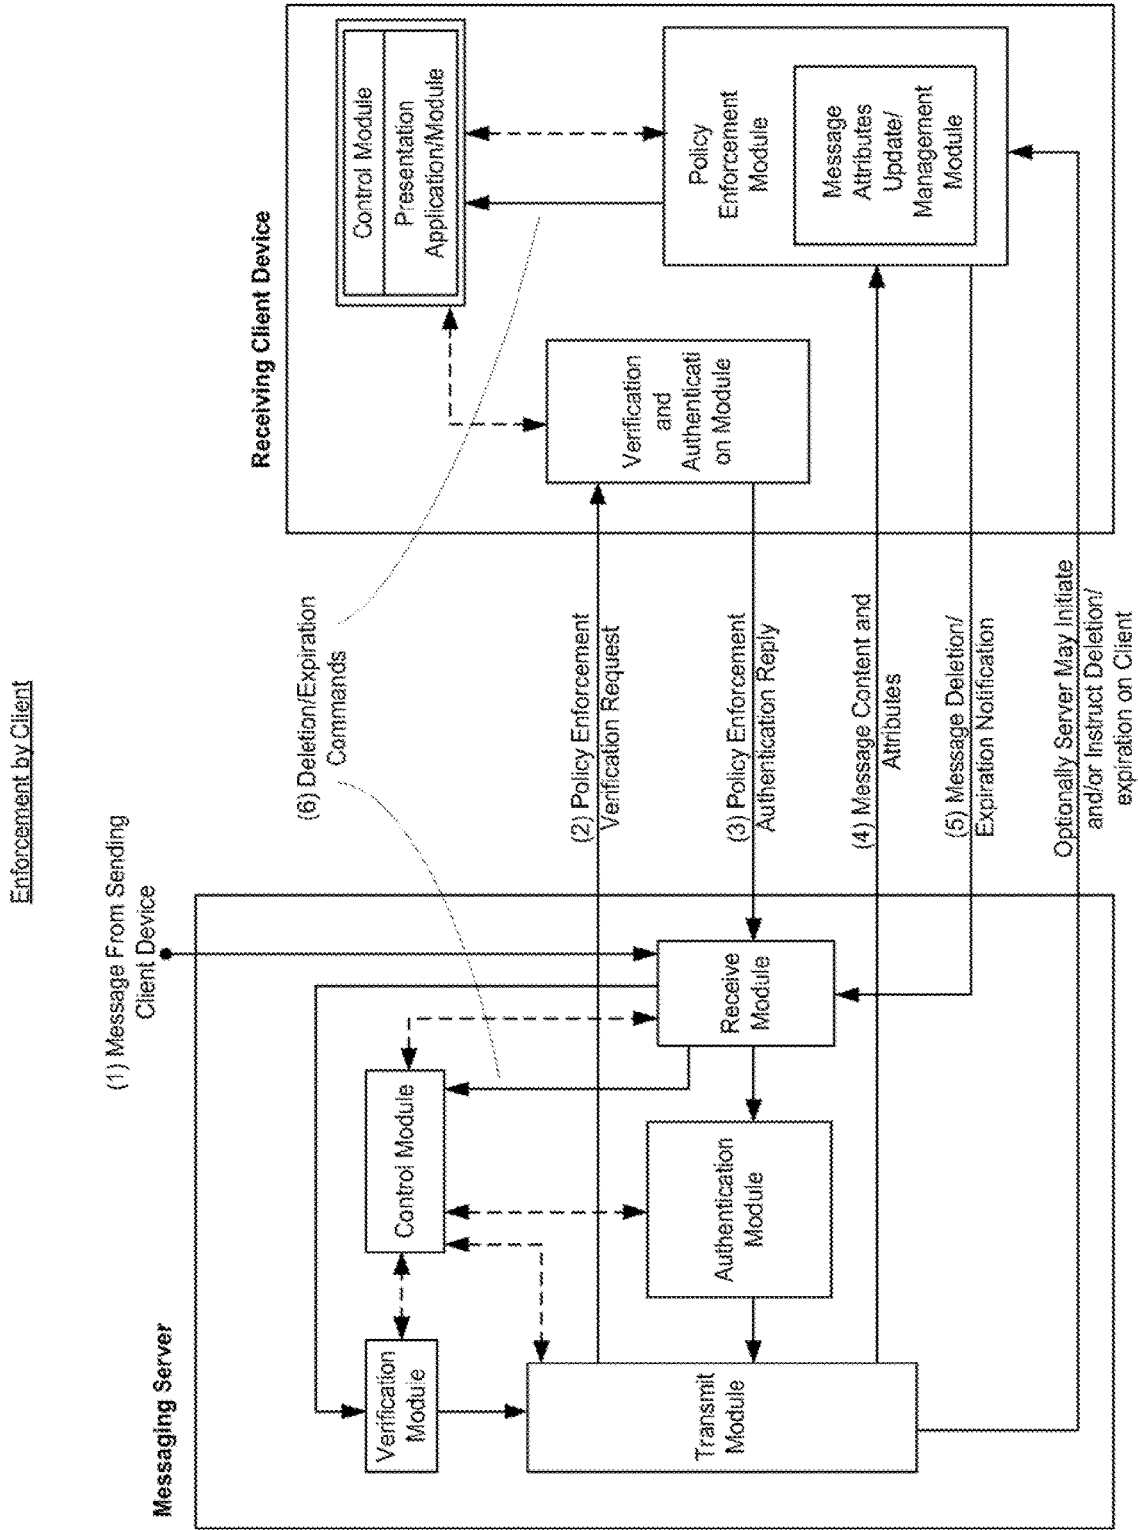 Enforcement by Client
(1) Message From Sending
Client Device
Messaging Server
Verification
Module
Control Module
Transmit
Module
Authentication
Module
Receive
Module
(6) Deletion/Expiration
Commands
(2) Policy Enforcement
Verification Request
(3) Policy Enforcement
Authentication Reply
(4) Message Content and
Attributes
(5) Message Deletion/
Expiration Notification
Optionally Server May Initiate
and/or Instruct Deletion/
expiration on Client
Receiving Client Device
Control Module
Presentation
Application/Module
Verification
and
Authenticati
on Module
Policy
Enforcement
Module
Message
Attributes
Update/
Management
Module